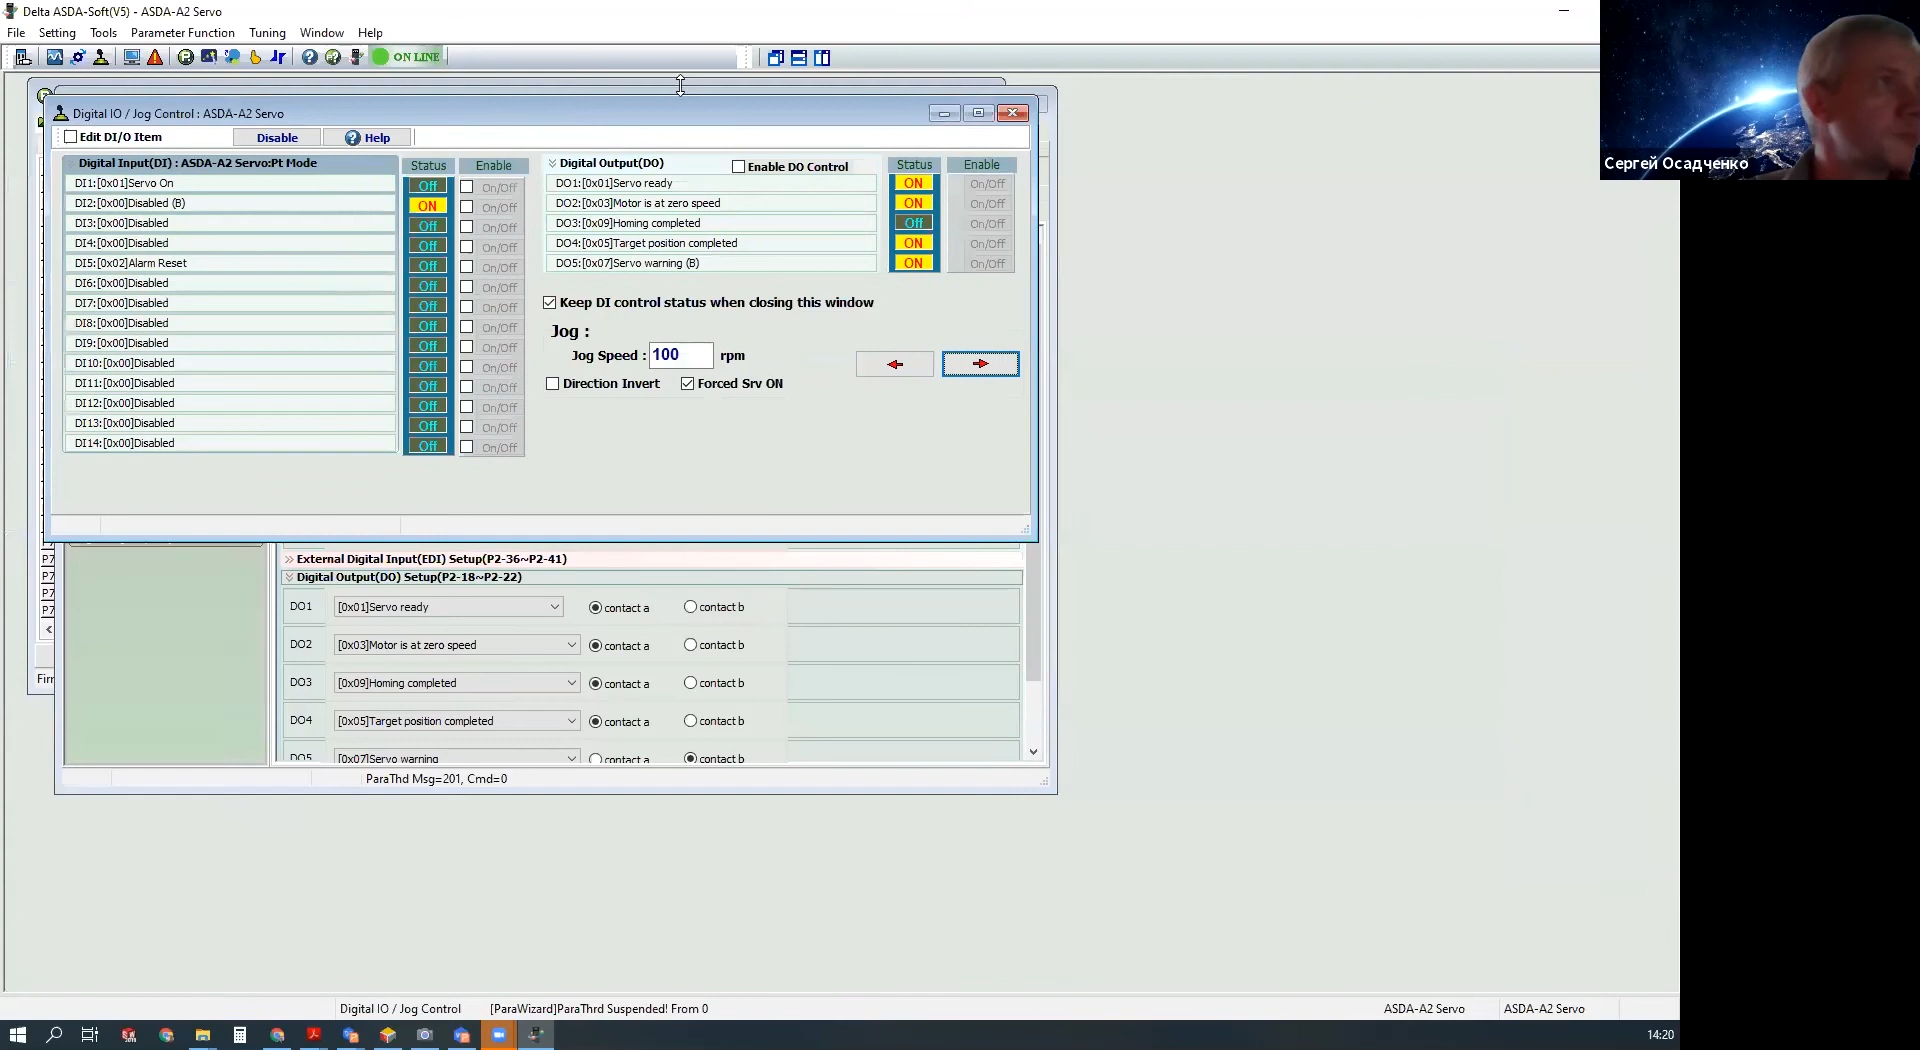 Delta ASDA-Soft(V5) - ASDA-A2 Servo
File Setting Tools Parameter Function Tuning Window Help
ON LINE
Сергей Осадченко
Digital IO / Jog Control : ASDA-A2 Servo
Edit DI/O Item Disable Help
Digital Input(DI) : ASDA-A2 Servo:Pt Mode Status Enable
DI1:[0x01]Servo On Off On/Off
DI2:[0x00]Disabled (B) ON On/Off
DI3:[0x00]Disabled Off On/Off
DI4:[0x00]Disabled Off On/Off
DI5:[0x02]Alarm Reset Off On/Off
DI6:[0x00]Disabled Off On/Off
DI7:[0x00]Disabled Off On/Off
DI8:[0x00]Disabled Off On/Off
DI9:[0x00]Disabled Off On/Off
DI10:[0x00]Disabled Off On/Off
DI11:[0x00]Disabled Off On/Off
DI12:[0x00]Disabled Off On/Off
DI13:[0x00]Disabled Off On/Off
DI14:[0x00]Disabled Off On/Off
Digital Output(DO) Enable DO Control Status Enable
DO1:[0x01]Servo ready ON On/Off
DO2:[0x03]Motor is at zero speed ON On/Off
DO3:[0x09]Homing completed Off On/Off
DO4:[0x05]Target position completed ON On/Off
DO5:[0x07]Servo warning (B) ON On/Off
Keep DI control status when closing this window
Jog :
Jog Speed : 100 rpm
Direction Invert Forced Srv ON
P7
P7
P7
P7
Firr
External Digital Input(EDI) Setup(P2-36~P2-41)
Digital Output(DO) Setup(P2-18~P2-22)
DO1 [0x01]Servo ready contact a contact b
DO2 [0x03]Motor is at zero speed contact a contact b
DO3 [0x09]Homing completed contact a contact b
DO4 [0x05]Target position completed contact a contact b
DO5 [0x07]Servo warning contact a contact b
ParaThd Msg=201, Cmd=0
Digital IO / Jog Control [ParaWizard]ParaThrd Suspended! From 0 ASDA-A2 Servo ASDA-A2 Servo
14:20